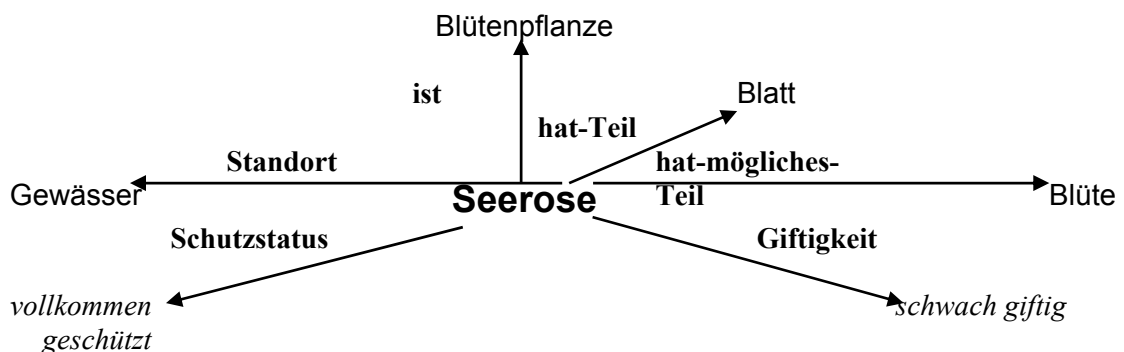 Blütenpflanze
ist
Blatt
hat-Teil
Standort
hat-mögliches-
Teil
Gewässer
Seerose
Blüte
Schutzstatus
Giftigkeit
vollkommen
geschützt
schwach giftig